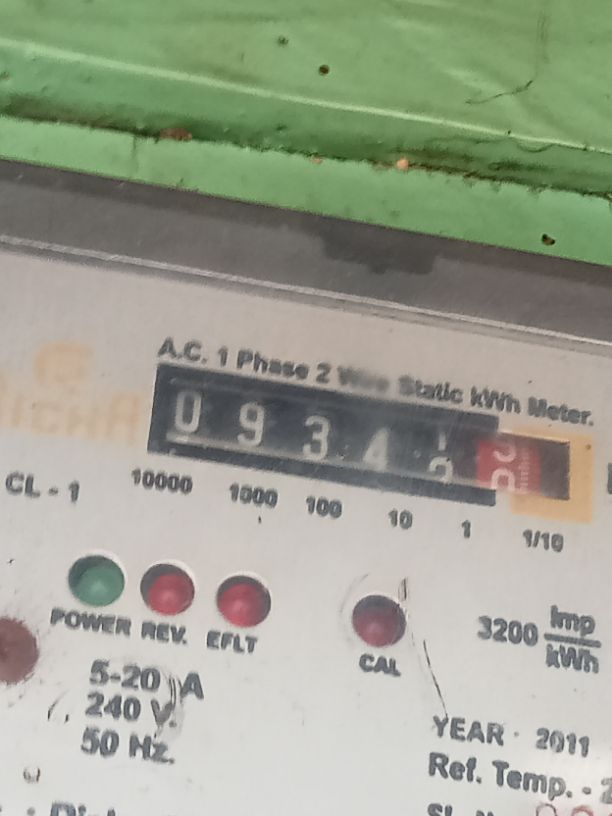 A.C. 1 Phase 2 Wire Static kWh Meter.
0 9 3 4
10000 1000 100 10 1 1/10
CL - 1
POWER REV. EFLT
CAL
3200 Imp
kWh
5-20 A
240 V.
50 Hz.
YEAR · 2011
Ref. Temp. - 2